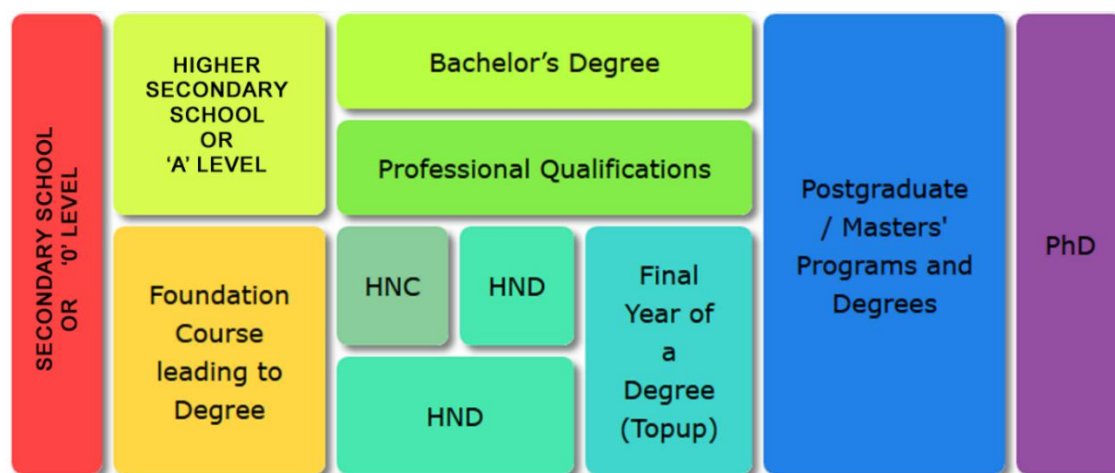 SECONDARY SCHOOL
OR '0' LEVEL
HIGHER
SECONDARY
SCHOOL
OR
'A' LEVEL
Foundation
Course
leading to
Degree
Bachelor’s Degree
Professional Qualifications
HNC
HND
HND
Final
Year of
a
Degree
(Topup)
Postgraduate
/ Masters'
Programs and
Degrees
PhD